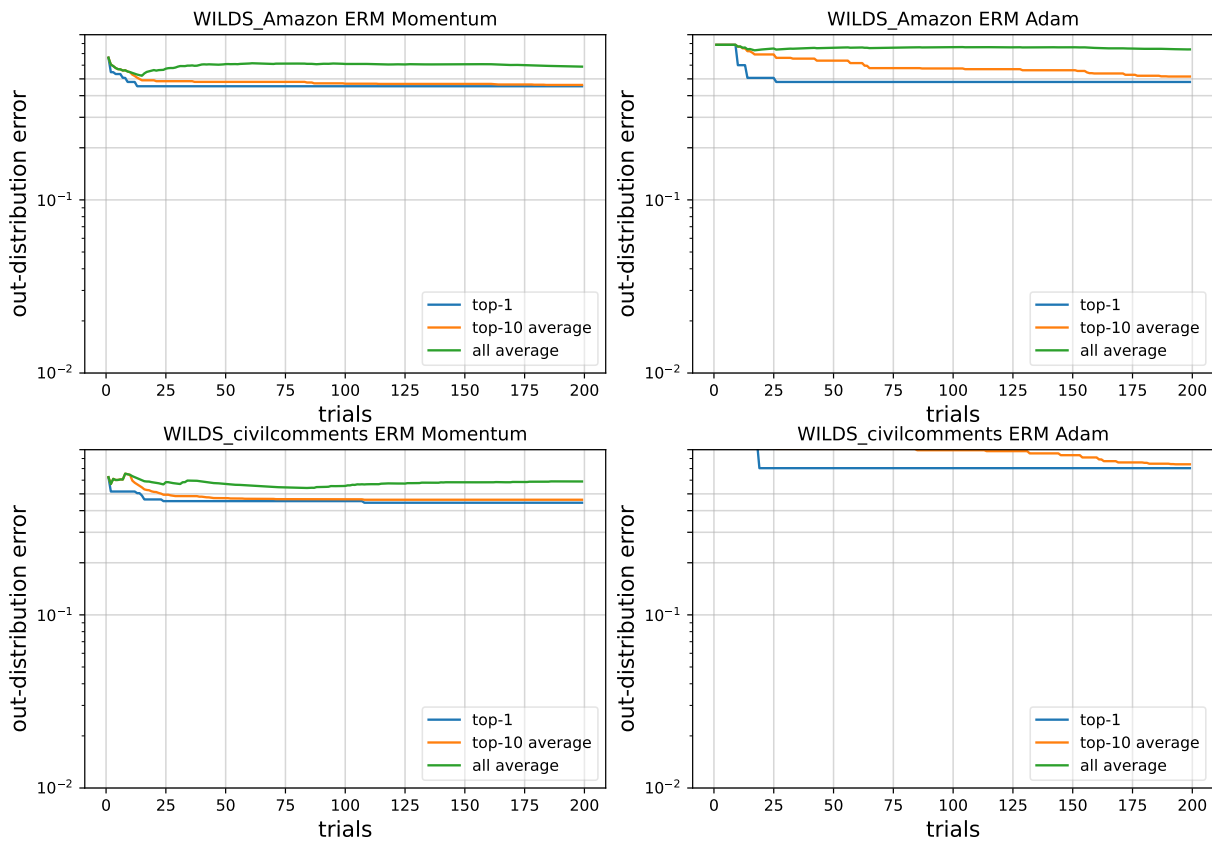 WILDS_Amazon ERM Momentum
out-distribution error
10⁻¹
10⁻²
top-1
top-10 average
all average
0 25 50 75 100 125 150 175 200
trials
WILDS_Amazon ERM Adam
out-distribution error
10⁻¹
10⁻²
top-1
top-10 average
all average
0 25 50 75 100 125 150 175 200
trials
WILDS_civilcomments ERM Momentum
out-distribution error
10⁻¹
10⁻²
top-1
top-10 average
all average
0 25 50 75 100 125 150 175 200
trials
WILDS_civilcomments ERM Adam
out-distribution error
10⁻¹
10⁻²
top-1
top-10 average
all average
0 25 50 75 100 125 150 175 200
trials